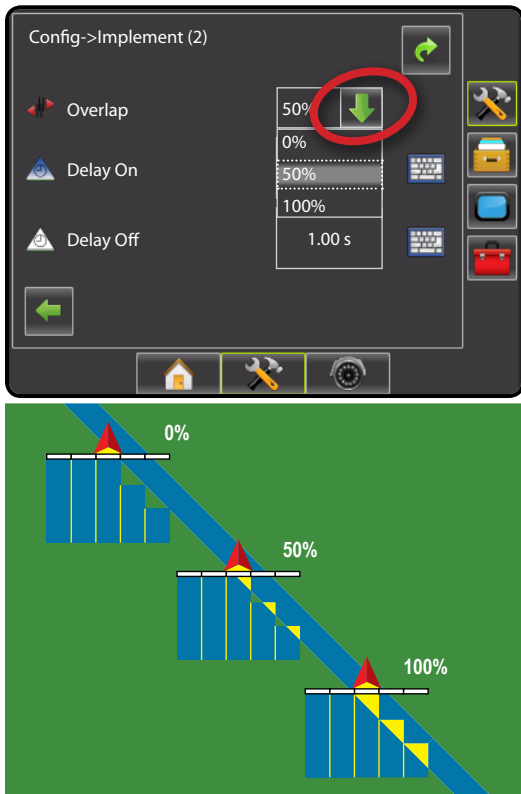 Config->Implement (2)
Overlap
50%
0%
50%
100%
Delay On
Delay Off
1.00 s
0%
50%
100%